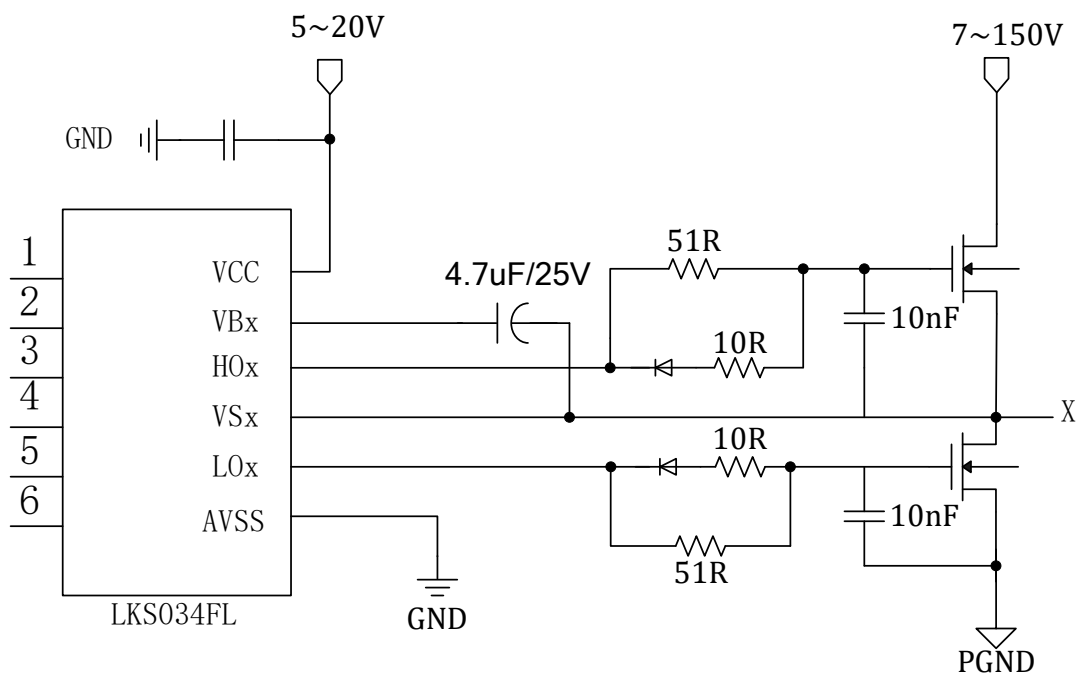 5~20V
7~150V
GND
1
2
3
4
5
6
VCC
VBx
HOx
VSx
LOx
AVSS
LKS034FL
4.7uF/25V
51R
10R
10nF
X
10R
51R
10nF
GND
PGND